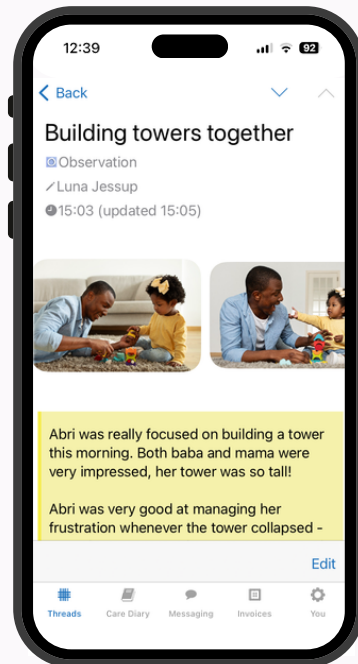 12:39
92
Back
Building towers together
Observation
Luna Jessup
15:03 (updated 15:05)
Abri was really focused on building a tower
this morning. Both baba and mama were
very impressed, her tower was so tall!
Abri was very good at managing her
frustration whenever the tower collapsed -
Edit
Threads
Care Diary
Messaging
Invoices
You